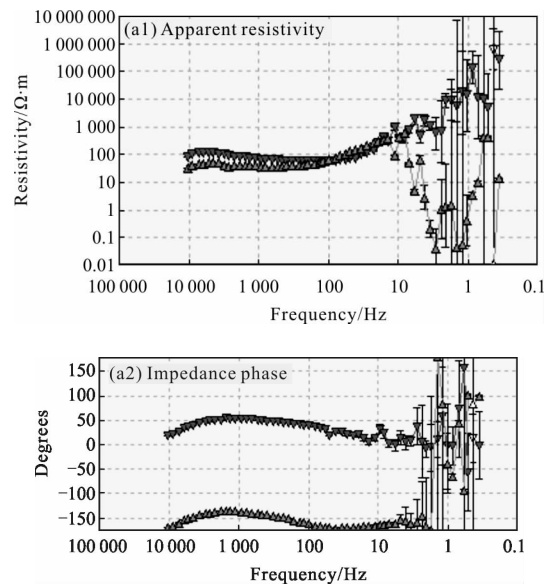 (a1) Apparent resistivity
Resistivity/Ω·m
10 000 000
1 000 000
100 000
10 000
1 000
100
10
1
0.1
0.01
100 000 10 000 1 000 100 10 1 0.1
Frequency/Hz
(a2) Impedance phase
Degrees
150
100
50
0
−50
−100
−150
100 000 10 000 1 000 100 10 1 0.1
Frequency/Hz